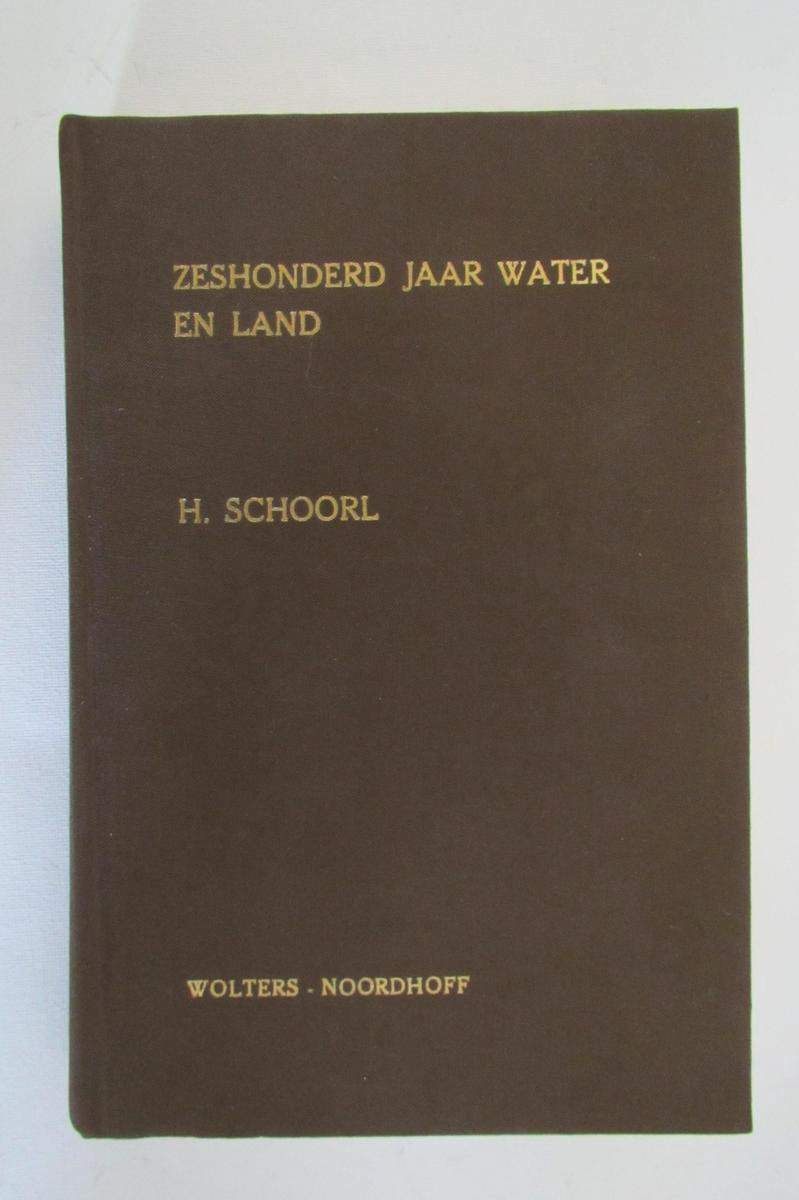 ZESHONDERD JAAR WATER
EN LAND
H. SCHOORL
WOLTERS - NOORDHOFF